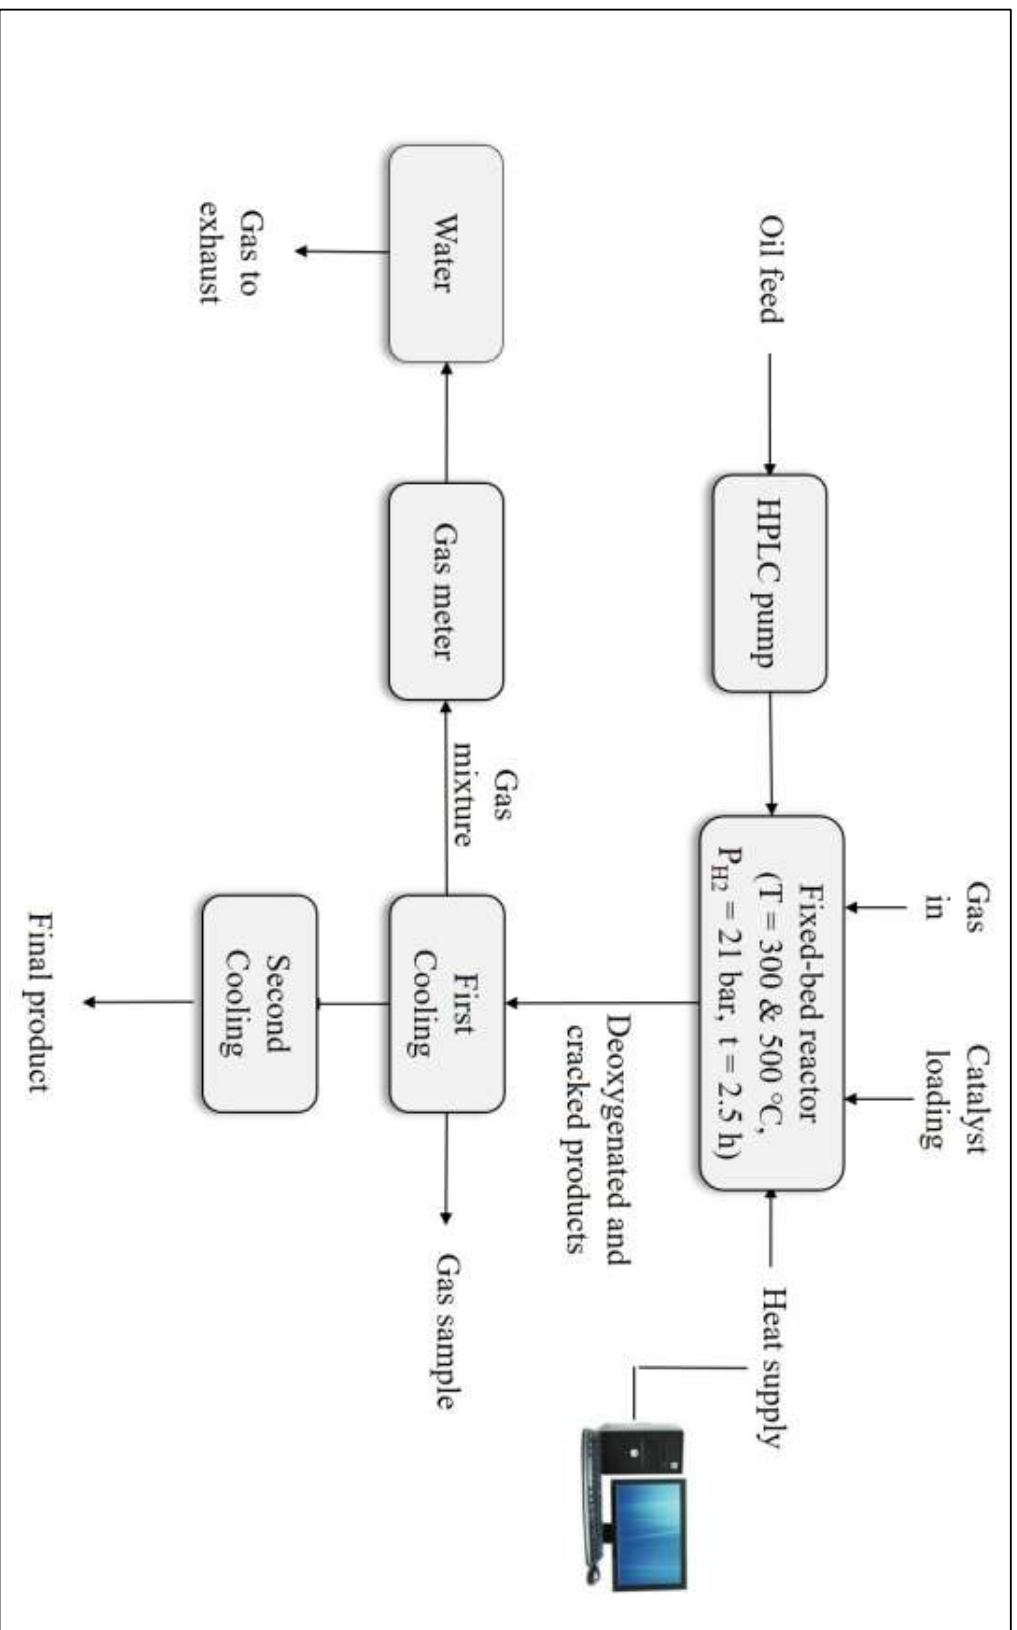 Gas
in
Catalyst
loading
Oil feed
HPLC pump
Fixed-bed reactor
(T = 300 & 500 °C,
P_H2 = 21 bar, t = 2.5 h)
Heat supply
Deoxygenated and
cracked products
Water
Gas meter
Gas
mixture
First
Cooling
Gas sample
Gas to
exhaust
Second
Cooling
Final product